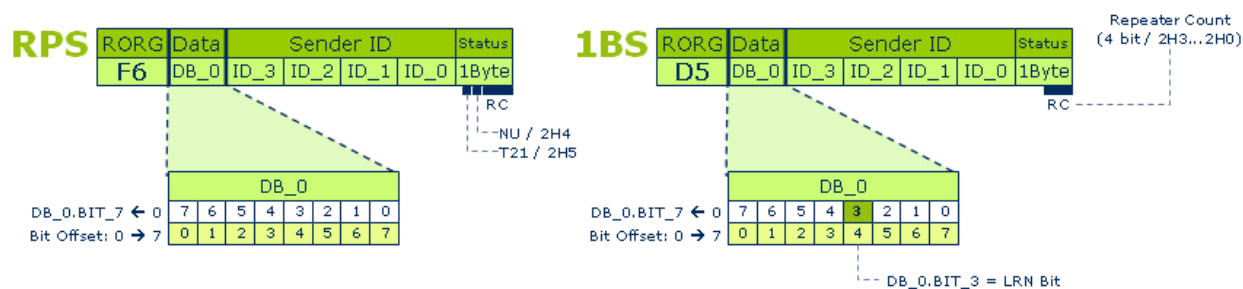 RPS
RORG Data Sender ID Status
F6 DB_0 ID_3 ID_2 ID_1 ID_0 1Byte
RC
NU / 2H4
T21 / 2H5
DB_0
DB_0.BIT_7 ← 0 7 6 5 4 3 2 1 0
Bit Offset: 0 → 7 0 1 2 3 4 5 6 7
1BS
RORG Data Sender ID Status
D5 DB_0 ID_3 ID_2 ID_1 ID_0 1Byte
Repeater Count
(4 bit / 2H3...2H0)
RC
DB_0
DB_0.BIT_7 ← 0 7 6 5 4 3 2 1 0
Bit Offset: 0 → 7 0 1 2 3 4 5 6 7
DB_0.BIT_3 = LRN Bit